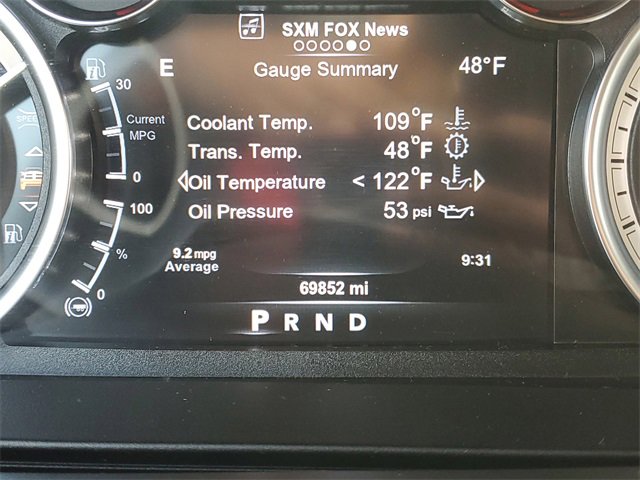 SXM FOX News
E Gauge Summary 48°F
30
Current
MPG
0
Coolant Temp. 109°F
Trans. Temp. 48°F
Oil Temperature < 122°F
Oil Pressure 53 psi
100
%
0
9.2 mpg
Average
9:31
69852 mi
P R N D